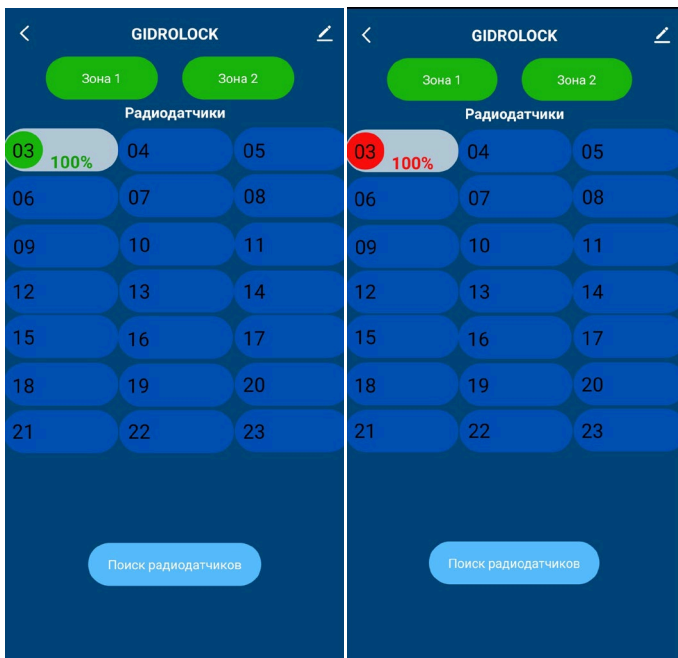 GIDROLOCK
Зона 1 Зона 2
Радиодатчики
03 100% 04 05
06 07 08
09 10 11
12 13 14
15 16 17
18 19 20
21 22 23
Поиск радиодатчиков
GIDROLOCK
Зона 1 Зона 2
Радиодатчики
03 100% 04 05
06 07 08
09 10 11
12 13 14
15 16 17
18 19 20
21 22 23
Поиск радиодатчиков